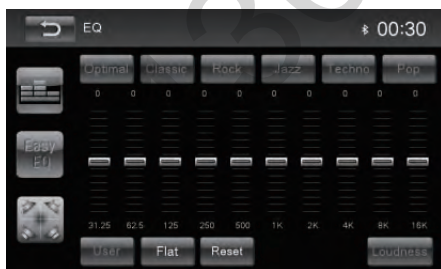 EQ 00:30
Optimal Classic Rock Jazz Techno Pop
0 0 0 0 0 0 0 0 0 0
Easy
EQ
31.25 62.5 125 250 500 1K 2K 4K 8K 16K
User Flat Reset Loudness